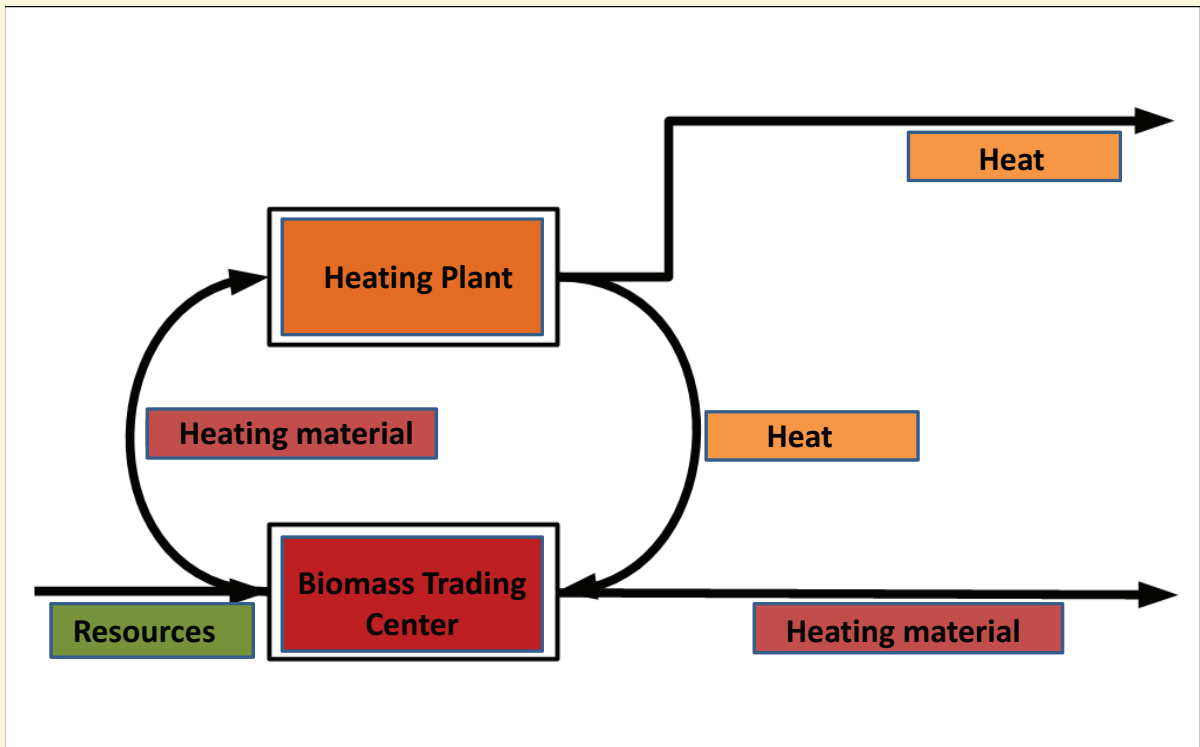 Heat
Heating Plant
Heating material
Heat
Biomass Trading
Center
Resources
Heating material